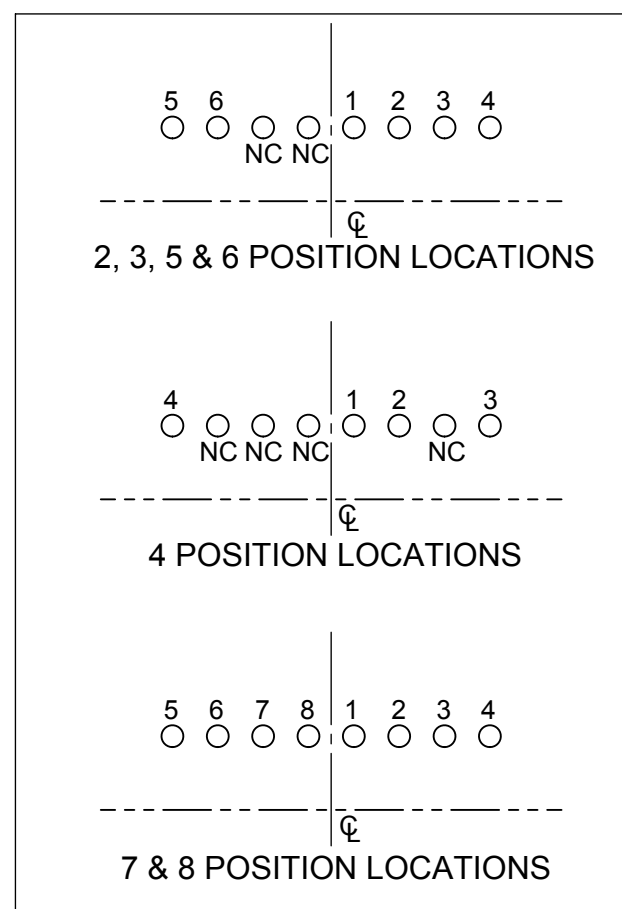 5 6 1 2 3 4
NC NC
℄
2, 3, 5 & 6 POSITION LOCATIONS
4 1 2 3
NC NC NC NC
℄
4 POSITION LOCATIONS
5 6 7 8 1 2 3 4
℄
7 & 8 POSITION LOCATIONS